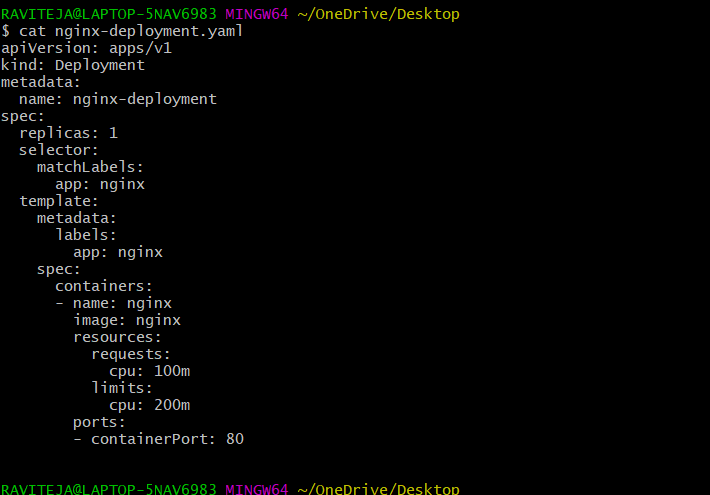 RAVITEJA@LAPTOP-5NAV6983 MINGW64 ~/OneDrive/Desktop
$ cat nginx-deployment.yaml
apiVersion: apps/v1
kind: Deployment
metadata:
  name: nginx-deployment
spec:
  replicas: 1
  selector:
    matchLabels:
      app: nginx
  template:
    metadata:
      labels:
        app: nginx
    spec:
      containers:
      - name: nginx
        image: nginx
        resources:
          requests:
            cpu: 100m
          limits:
            cpu: 200m
        ports:
        - containerPort: 80
RAVITEJA@LAPTOP-5NAV6983 MINGW64 ~/OneDrive/Desktop